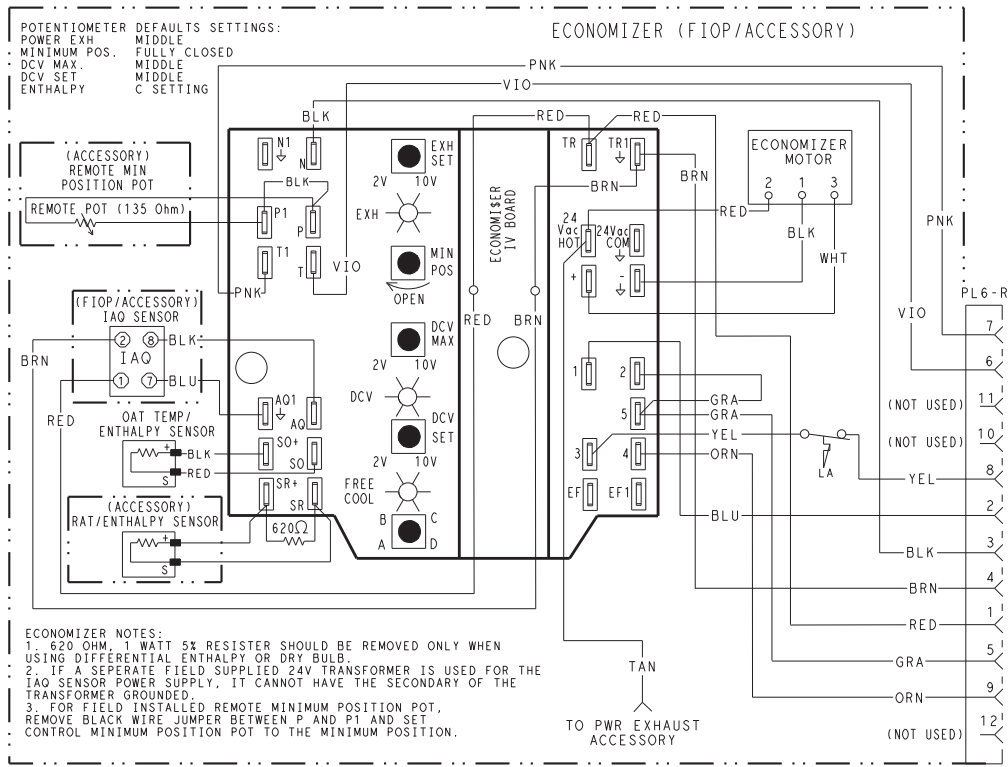 POTENTIOMETER DEFAULTS SETTINGS:
POWER EXH MIDDLE
MINIMUM POS. FULLY CLOSED
DCV MAX. MIDDLE
DCV SET MIDDLE
ENTHALPY C SETTING
ECONOMIZER (FIOP/ACCESSORY)
PNK
VIO
BLK
RED
RED
(ACCESSORY)
REMOTE MIN
POSITION POT
REMOTE POT (135 Ohm)
N1
N
BLK
P1
P
T1
T
VIO
PNK
EXH
SET
2V 10V
EXH
MIN
POS
OPEN
DCV
MAX
2V 10V
DCV
DCV
SET
2V 10V
FREE
COOL
B C
A D
ECONOMI$ER
IV BOARD
RED
BRN
TR TR1
BRN
BRN
24
Vac
HOT
24Vac
COM
+ -
1 2
5
3 4
EF EF1
ECONOMIZER
MOTOR
2 1 3
RED
BLK
WHT
GRA
GRA
YEL
ORN
BLU
LA
(FIOP/ACCESSORY)
IAQ SENSOR
2 8 BLK
IAQ
1 7 BLU
BRN
RED
AQ1
AQ
SO+
SO
SR+
SR
620Ω
OAT TEMP/
ENTHALPY SENSOR
+ BLK
S RED
(ACCESSORY)
RAT/ENTHALPY SENSOR
+
S
PNK
VIO
PL6-R
7
6
(NOT USED) 11
(NOT USED) 10
YEL 8
2
BLK 3
BRN 4
RED 1
GRA 5
ORN 9
(NOT USED) 12
TAN
TO PWR EXHAUST
ACCESSORY
ECONOMIZER NOTES:
1. 620 OHM, 1 WATT 5% RESISTER SHOULD BE REMOVED ONLY WHEN
USING DIFFERENTIAL ENTHALPY OR DRY BULB.
2. IF A SEPERATE FIELD SUPPLIED 24V TRANSFORMER IS USED FOR THE
IAQ SENSOR POWER SUPPLY, IT CANNOT HAVE THE SECONDARY OF THE
TRANSFORMER GROUNDED.
3. FOR FIELD INSTALLED REMOTE MINIMUM POSITION POT,
REMOVE BLACK WIRE JUMPER BETWEEN P AND P1 AND SET
CONTROL MINIMUM POSITION POT TO THE MINIMUM POSITION.